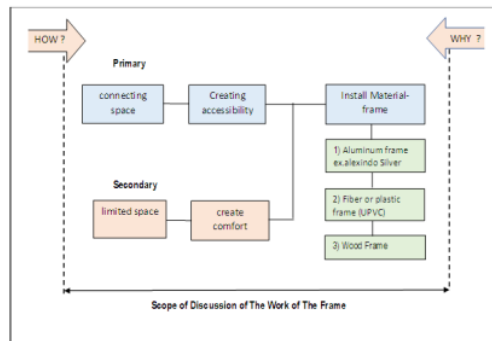 HOW ?
WHY ?
Primary
connecting
space
Creating
accessibility
Install Material-
frame
1) Aluminum frame
ex.alexindo Silver
Secondary
limited space
create
comfort
2) Fiber or plastic
frame (UPVC)
3) Wood Frame
Scope of Discussion of The Work of The Frame